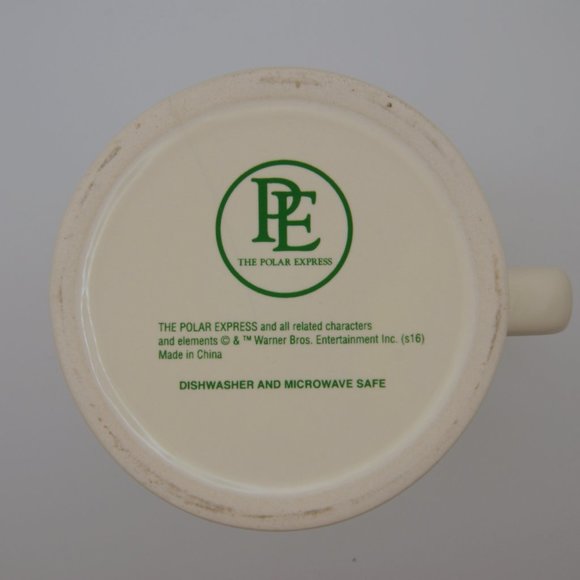 PE
THE POLAR EXPRESS
THE POLAR EXPRESS and all related characters
and elements © & ™ Warner Bros. Entertainment Inc. (s16)
Made in China
DISHWASHER AND MICROWAVE SAFE